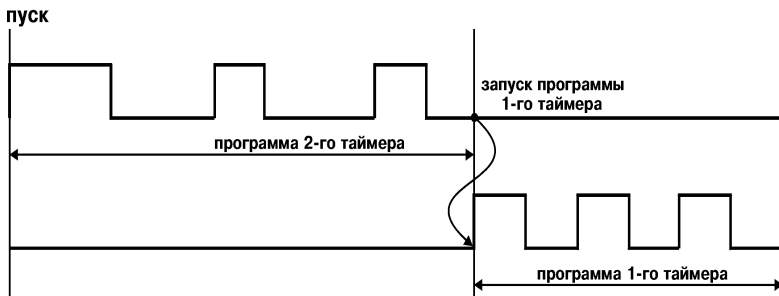 пуск
запуск программы
1-го таймера
программа 2-го таймера
программа 1-го таймера